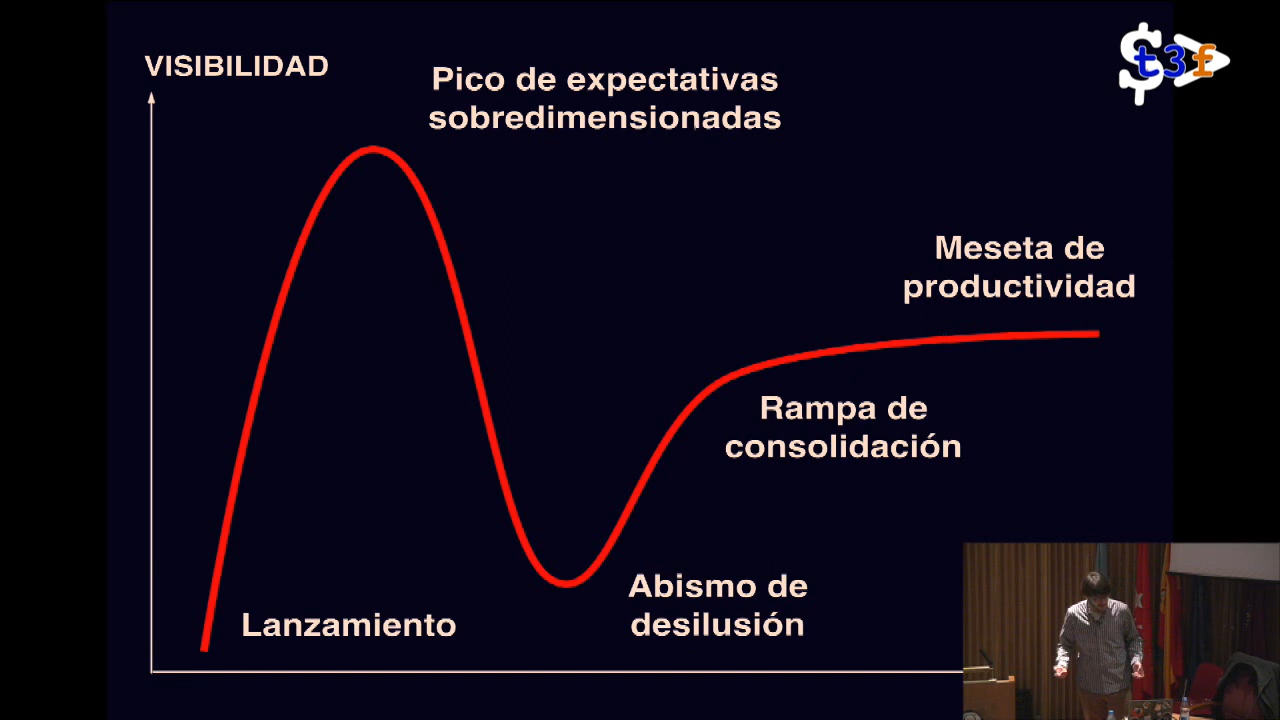 VISIBILIDAD
Pico de expectativas
sobredimensionadas
$t3f
Meseta de
productividad
Rampa de
consolidación
Abismo de
desilusión
Lanzamiento